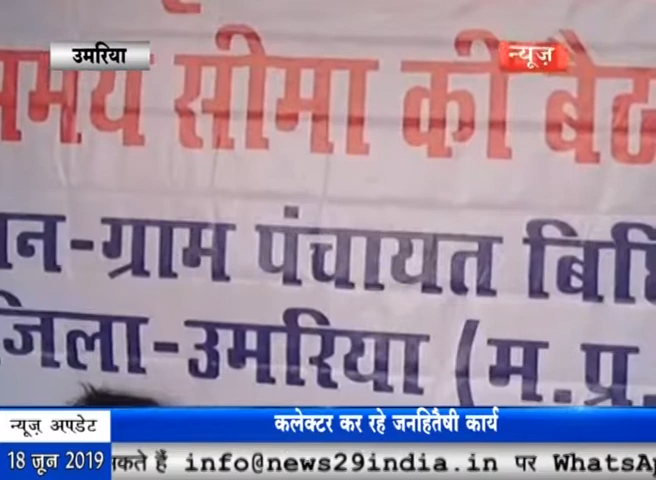 उमरिया
न्यूज़
समय सीमा की
ग्राम पंचायत
जिला-उमरिया (म.प्र.
न्यूज़ अपडेट
कलेक्टर कर रहे जनहितैषी कार्य
18 जून 2019
सकते हैं info@news29india.in पर WhatsAp